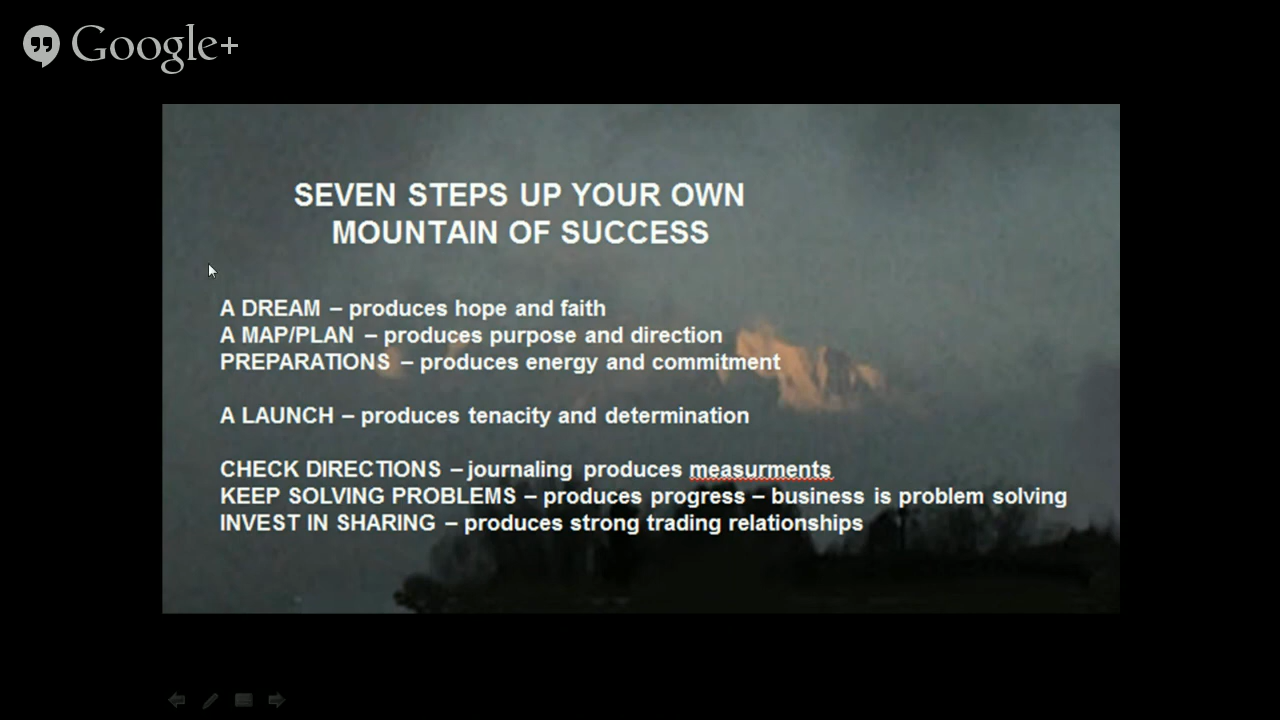 Google+
SEVEN STEPS UP YOUR OWN
MOUNTAIN OF SUCCESS
A DREAM – produces hope and faith
A MAP/PLAN – produces purpose and direction
PREPARATIONS – produces energy and commitment
A LAUNCH – produces tenacity and determination
CHECK DIRECTIONS – journaling produces measurments
KEEP SOLVING PROBLEMS – produces progress – business is problem solving
INVEST IN SHARING – produces strong trading relationships